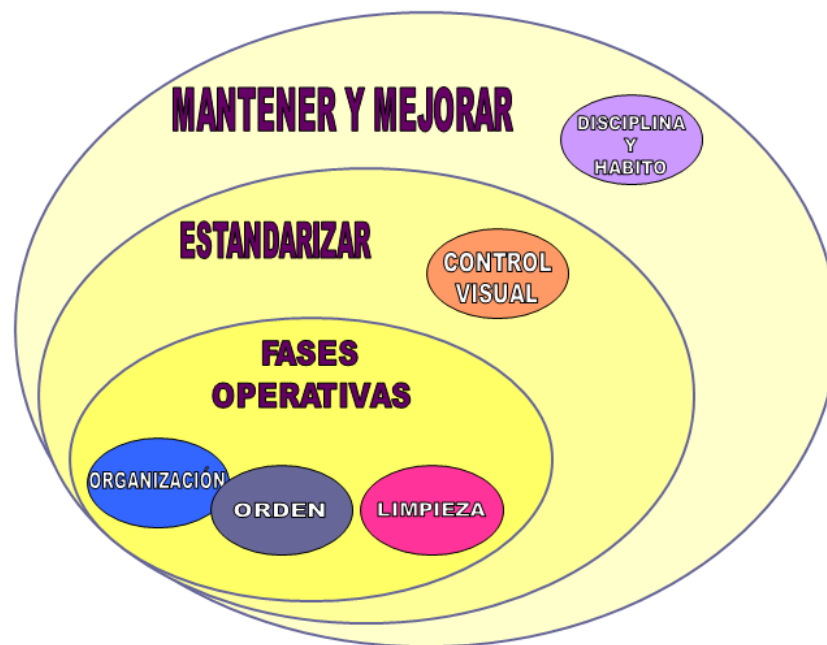 MANTENER Y MEJORAR
DISCIPLINA
Y
HABITO
ESTANDARIZAR
CONTROL
VISUAL
FASES
OPERATIVAS
ORGANIZACIÓN
ORDEN
LIMPIEZA